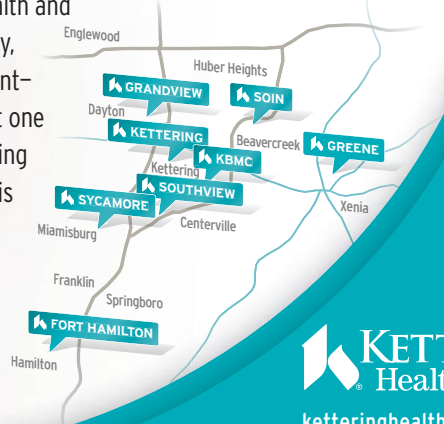 alth and
y,
nt–
t one
ing
is
Englewood
Huber Heights
GRANDVIEW
SOIN
Dayton
KETTERING
Beavercreek
GREENE
Kettering
KBMC
SOUTHVIEW
SYCAMORE
Xenia
Miamisburg
Centerville
Franklin
Springboro
FORT HAMILTON
Hamilton
KETT
Healt
ketteringhealth